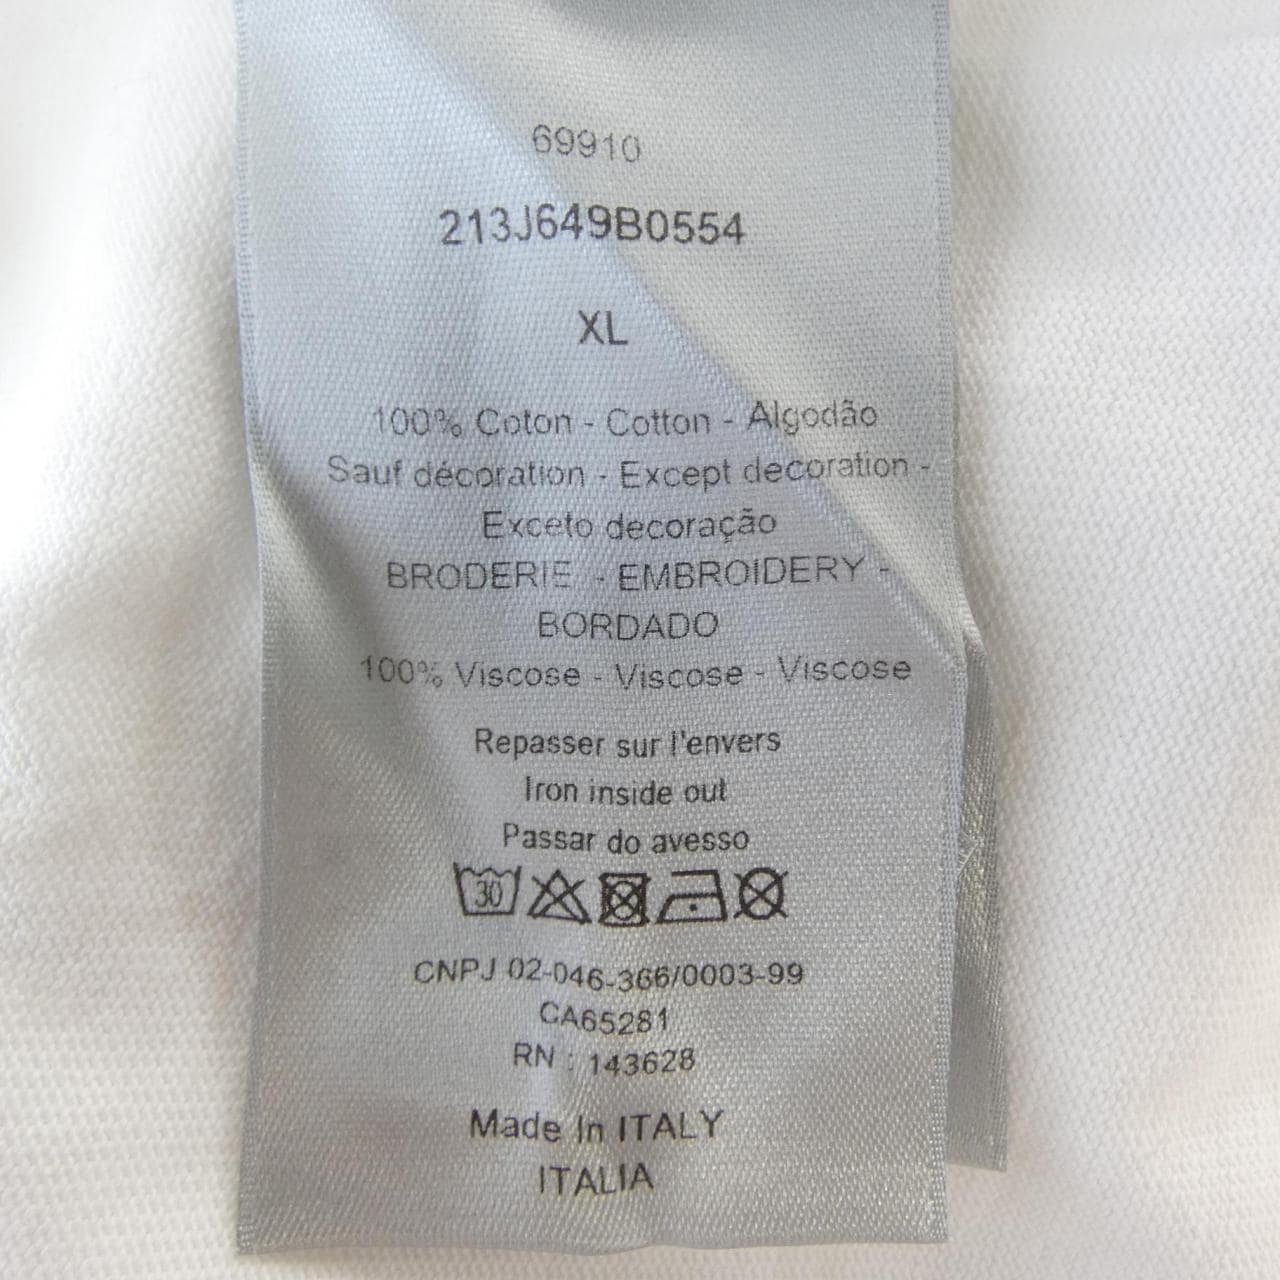 69910
213J649B0554
XL
100% Coton - Cotton - Algodão
Sauf décoration - Except decoration -
Exceto decoração
BRODERIE - EMBROIDERY -
BORDADO
100% Viscose - Viscose - Viscose
Repasser sur l'envers
Iron inside out
Passar do avesso
30
CNPJ 02-046-366/0003-99
CA65281
RN : 143628
Made In ITALY
ITALIA